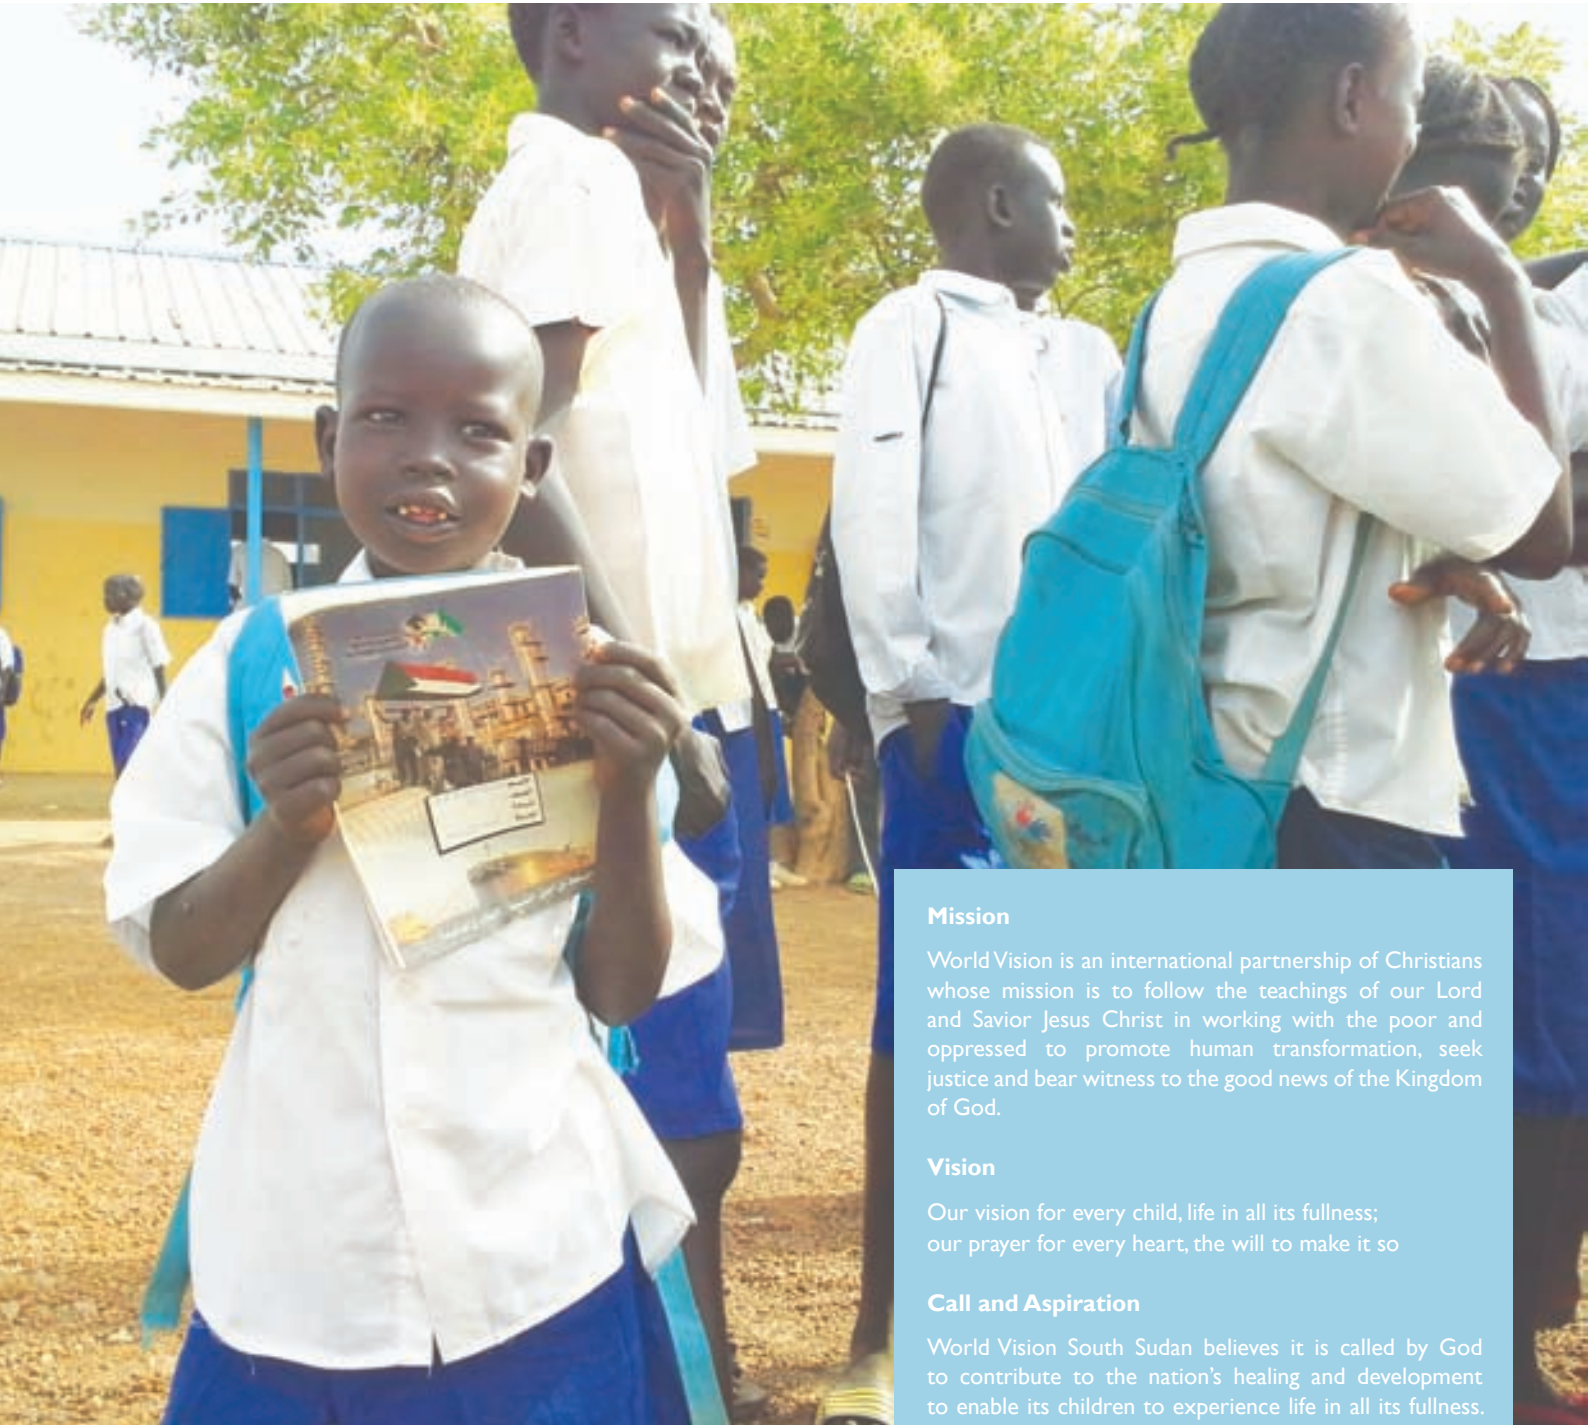 Mission
World Vision is an international partnership of Christians
whose mission is to follow the teachings of our Lord
and Savior Jesus Christ in working with the poor and
oppressed to promote human transformation, seek
justice and bear witness to the good news of the Kingdom
of God.
Vision
Our vision for every child, life in all its fullness;
our prayer for every heart, the will to make it so
Call and Aspiration
World Vision South Sudan believes it is called by God
to contribute to the nation's healing and development
to enable its children to experience life in all its fullness.